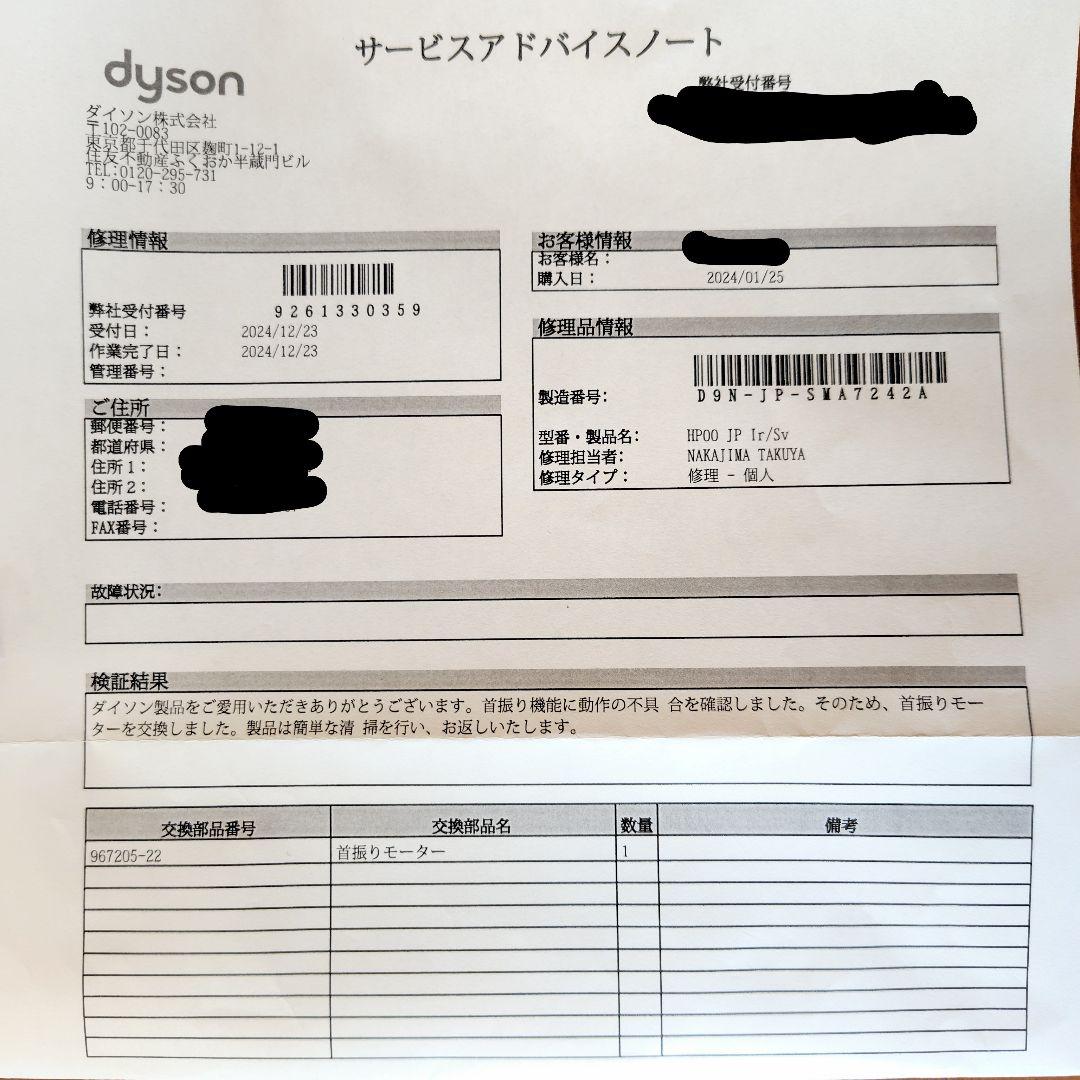 サービスアドバイスノート
dyson
弊社受付番号
ダイソン株式会社
〒102-0083
東京都千代田区麹町1-12-1
住友不動産ふくおか半蔵門ビル
TEL:0120-295-731
9:00-17:30
修理情報
弊社受付番号 9261330359
受付日: 2024/12/23
作業完了日: 2024/12/23
管理番号:
お客様情報
お客様名:
購入日: 2024/01/25
修理品情報
製造番号: D9N-JP-SMA7242A
型番・製品名: HP00 JP Ir/Sv
修理担当者: NAKAJIMA TAKUYA
修理タイプ: 修理 - 個人
ご住所
郵便番号:
都道府県:
住所1:
住所2:
電話番号:
FAX番号:
故障状況:
検証結果
ダイソン製品をご愛用いただきありがとうございます。首振り機能に動作の不具 合を確認しました。そのため、首振りモー
ターを交換しました。製品は簡単な清 掃を行い、お返しいたします。
交換部品番号 交換部品名 数量 備考
967205-22 首振りモーター 1